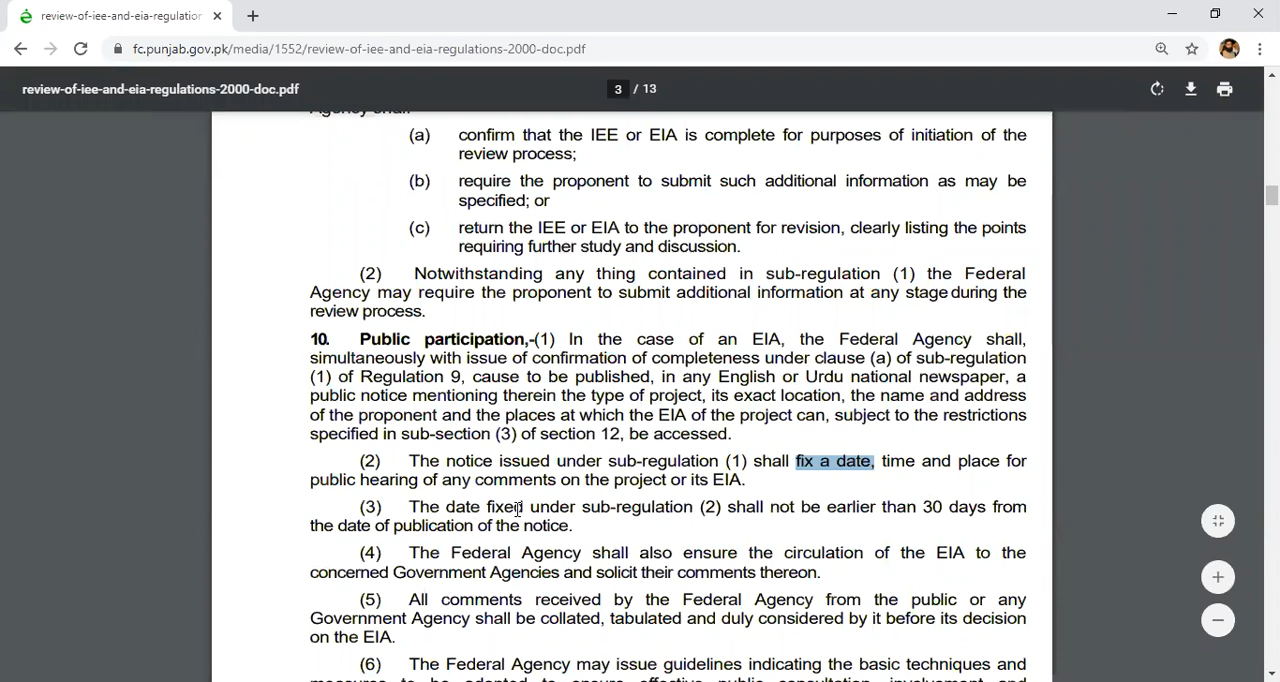 review-of-iee-and-eia-regulation
fc.punjab.gov.pk/media/1552/review-of-iee-and-eia-regulations-2000-doc.pdf
review-of-iee-and-eia-regulations-2000-doc.pdf
3 / 13
Agency shall
(a) confirm that the IEE or EIA is complete for purposes of initiation of the
review process;
(b) require the proponent to submit such additional information as may be
specified; or
(c) return the IEE or EIA to the proponent for revision, clearly listing the points
requiring further study and discussion.
(2) Notwithstanding any thing contained in sub-regulation (1) the Federal
Agency may require the proponent to submit additional information at any stage during the
review process.
10. Public participation,-(1) In the case of an EIA, the Federal Agency shall,
simultaneously with issue of confirmation of completeness under clause (a) of sub-regulation
(1) of Regulation 9, cause to be published, in any English or Urdu national newspaper, a
public notice mentioning therein the type of project, its exact location, the name and address
of the proponent and the places at which the EIA of the project can, subject to the restrictions
specified in sub-section (3) of section 12, be accessed.
(2) The notice issued under sub-regulation (1) shall fix a date, time and place for
public hearing of any comments on the project or its EIA.
(3) The date fixed under sub-regulation (2) shall not be earlier than 30 days from
the date of publication of the notice.
(4) The Federal Agency shall also ensure the circulation of the EIA to the
concerned Government Agencies and solicit their comments thereon.
(5) All comments received by the Federal Agency from the public or any
Government Agency shall be collated, tabulated and duly considered by it before its decision
on the EIA.
(6) The Federal Agency may issue guidelines indicating the basic techniques and
measures to be adopted to ensure effective public consultation, involvement and